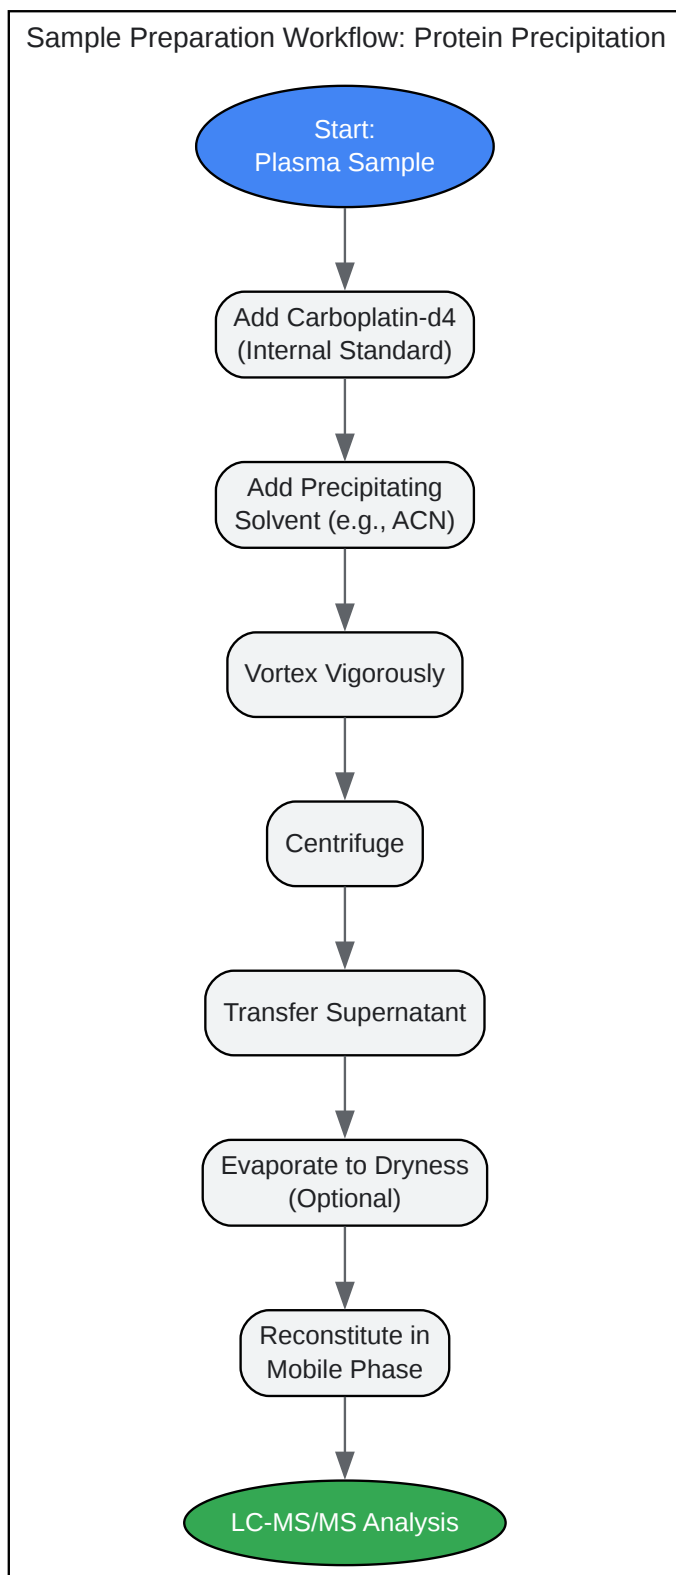 Sample Preparation Workflow: Protein Precipitation
Start:
Plasma Sample
Add Carboplatin-d4
(Internal Standard)
Add Precipitating
Solvent (e.g., ACN)
Vortex Vigorously
Centrifuge
Transfer Supernatant
Evaporate to Dryness
(Optional)
Reconstitute in
Mobile Phase
LC-MS/MS Analysis